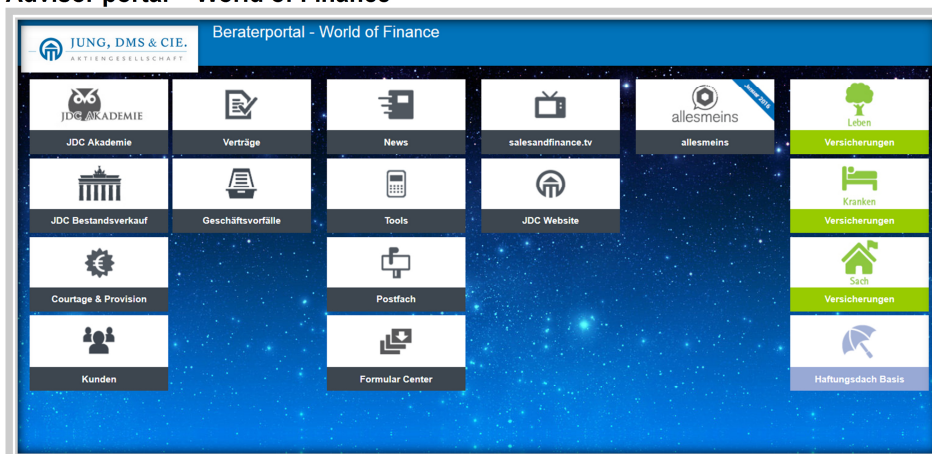 Advisor portal - World of Finance
JUNG, DMS & CIE.
AKTIENGESELLSCHAFT
Beraterportal - World of Finance
JDC AKADEMIE
allesmeins
Januar 2016
Leben
JDC Akademie
Verträge
News
salesandfinance.tv
allesmeins
Versicherungen
Kranken
JDC Bestandsverkauf
Geschäftsvorfälle
Tools
JDC Website
Versicherungen
Sach
Courtage & Provision
Postfach
Versicherungen
Kunden
Formular Center
Haftungsdach Basis